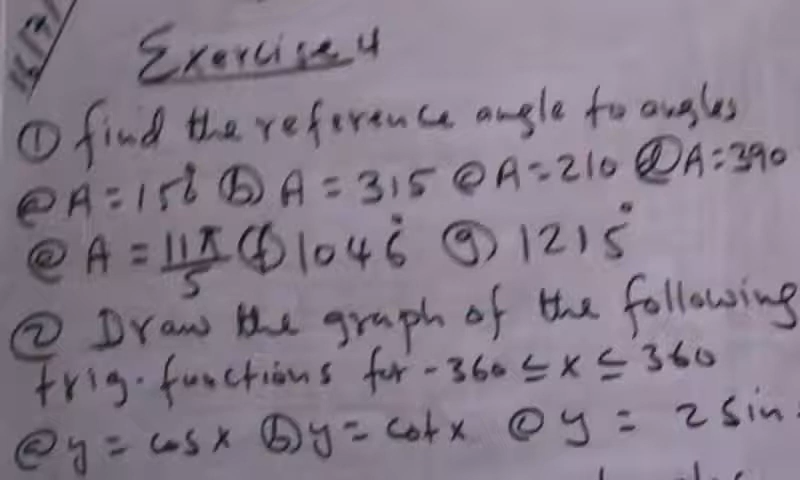 Exercise 4
① find the reference angle to angles
ⓐ A = 150° ⓑ A = 315 ⓒ A = 210 ⓓ A = 390
ⓔ A = 11π/5 ⓕ 1046° ⓖ 1215°
② Draw the graph of the following
trig. functions for -360 ≤ x ≤ 360
ⓐ y = cos x ⓑ y = cot x ⓒ y = 2 sin